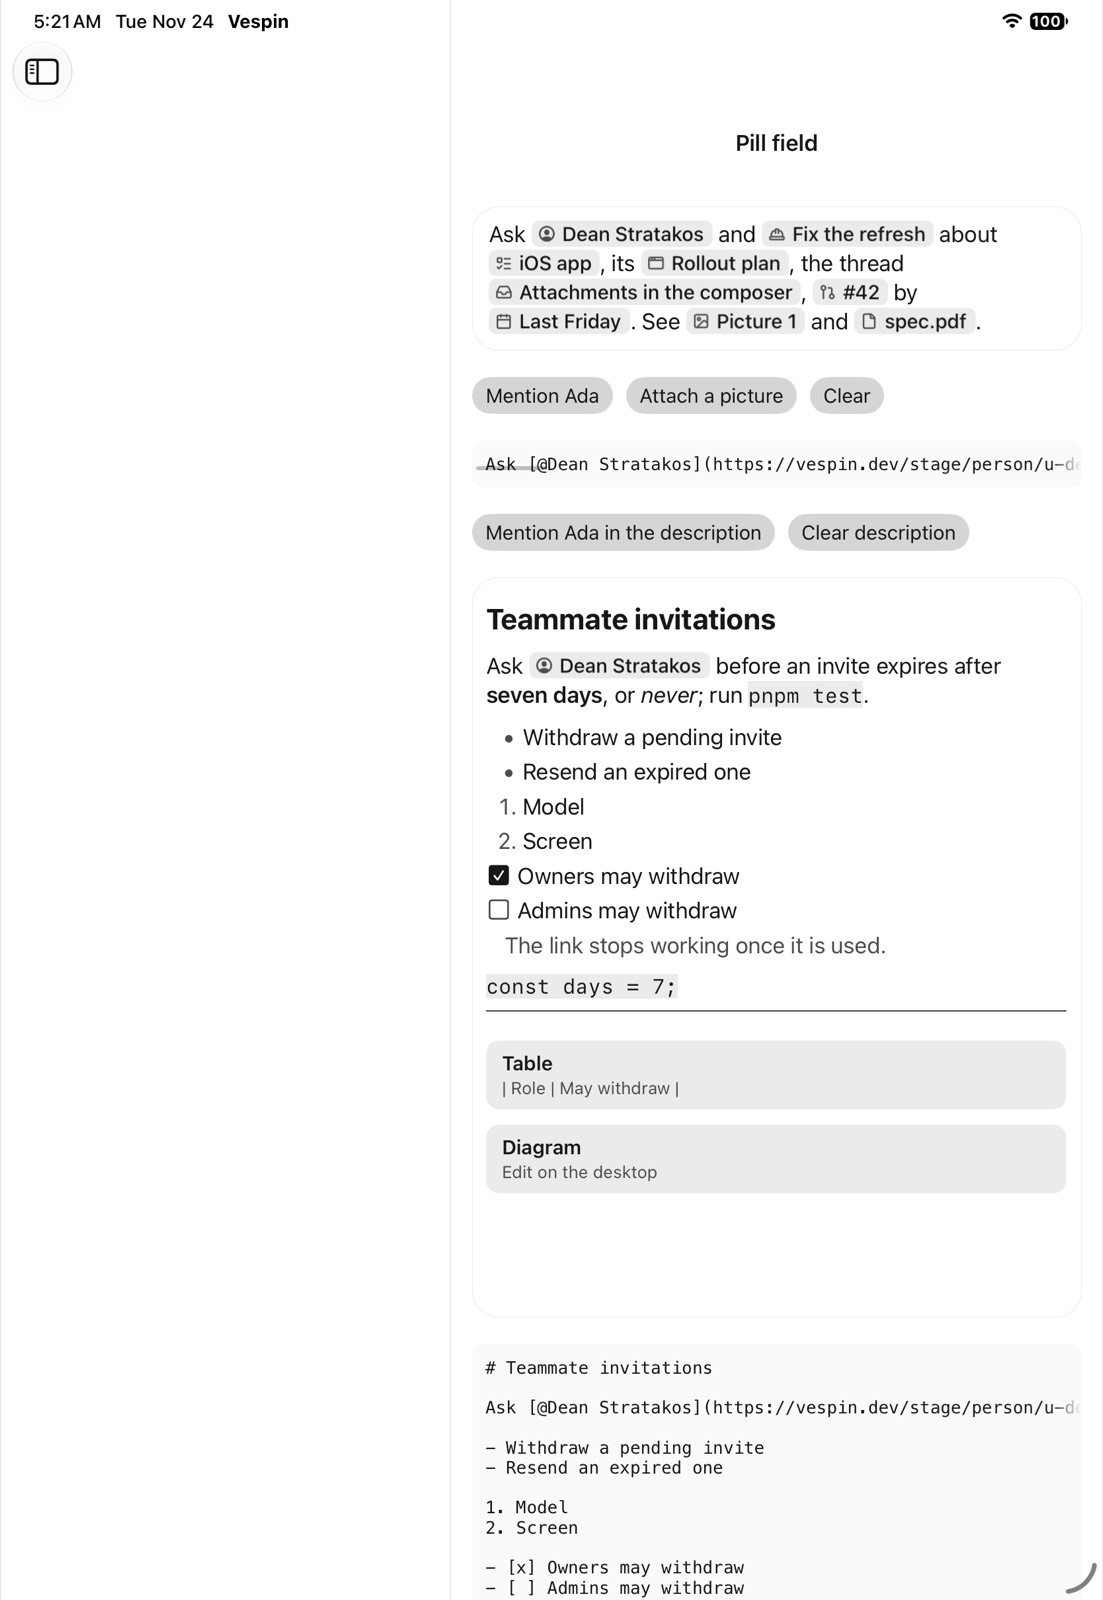 5:21 AM Tue Nov 24 Vespin
100
Pill field
Ask Dean Stratakos and Fix the refresh about
iOS app, its Rollout plan, the thread
Attachments in the composer, #42 by
Last Friday. See Picture 1 and spec.pdf.
Mention Ada Attach a picture Clear
Ask [@Dean Stratakos](https://vespin.dev/stage/person/u-de
Mention Ada in the description Clear description
Teammate invitations
Ask Dean Stratakos before an invite expires after
seven days, or never; run pnpm test.
• Withdraw a pending invite
• Resend an expired one
1. Model
2. Screen
Owners may withdraw
Admins may withdraw
The link stops working once it is used.
const days = 7;
Table
| Role | May withdraw |
Diagram
Edit on the desktop
# Teammate invitations
Ask [@Dean Stratakos](https://vespin.dev/stage/person/u-de
- Withdraw a pending invite
- Resend an expired one
1. Model
2. Screen
- [x] Owners may withdraw
- [ ] Admins may withdraw